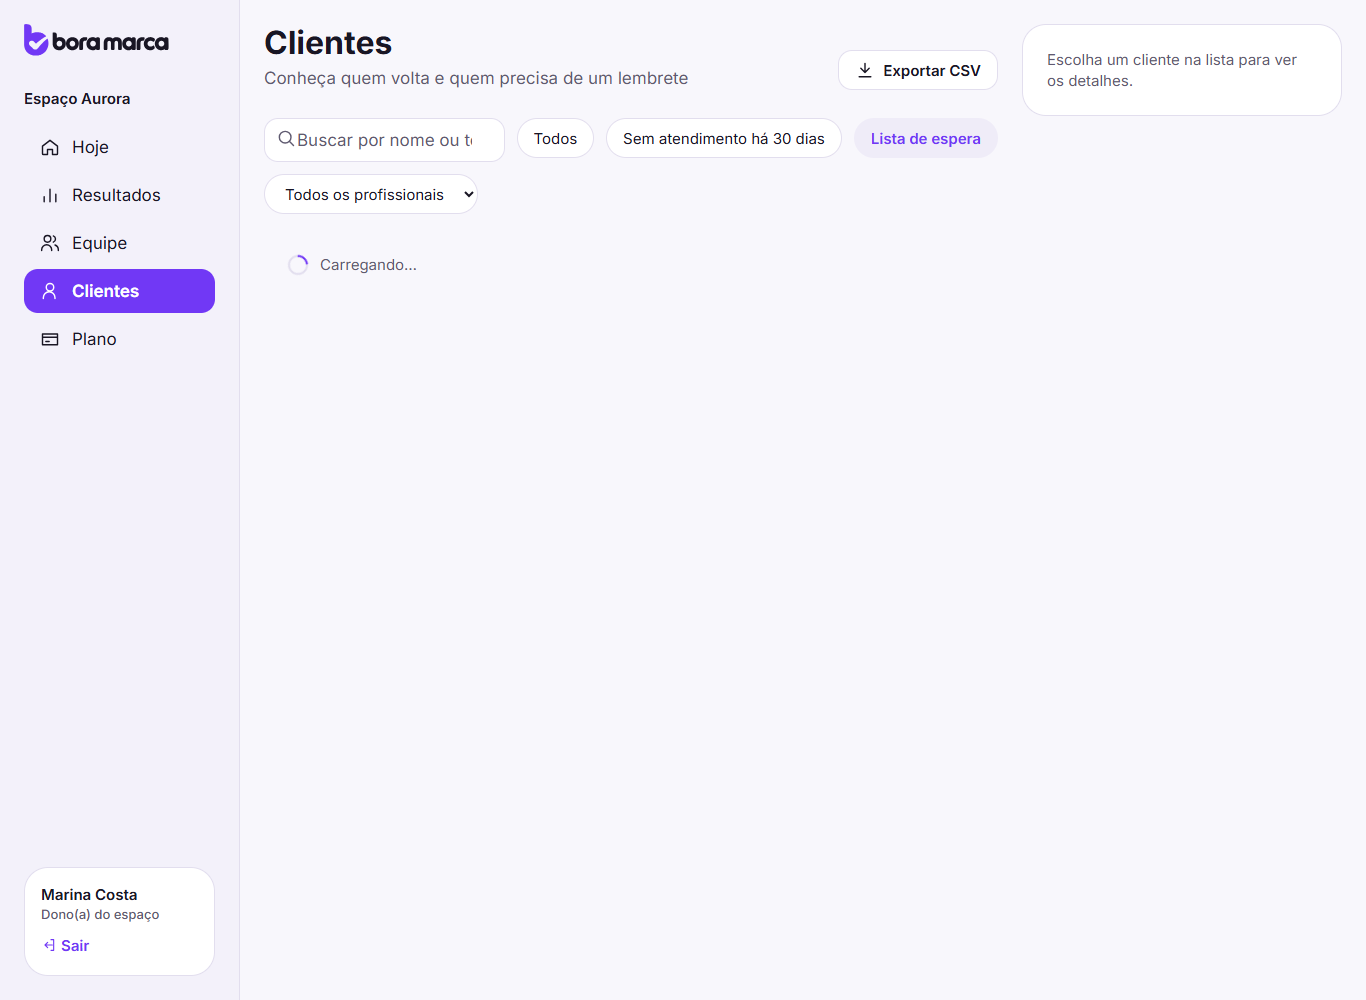 bora marca
Espaço Aurora
Hoje
Resultados
Equipe
Clientes
Plano
Marina Costa
Dono(a) do espaço
Sair
Clientes
Conheça quem volta e quem precisa de um lembrete
Exportar CSV
Buscar por nome ou te
Todos
Sem atendimento há 30 dias
Lista de espera
Todos os profissionais
Carregando...
Escolha um cliente na lista para ver
os detalhes.